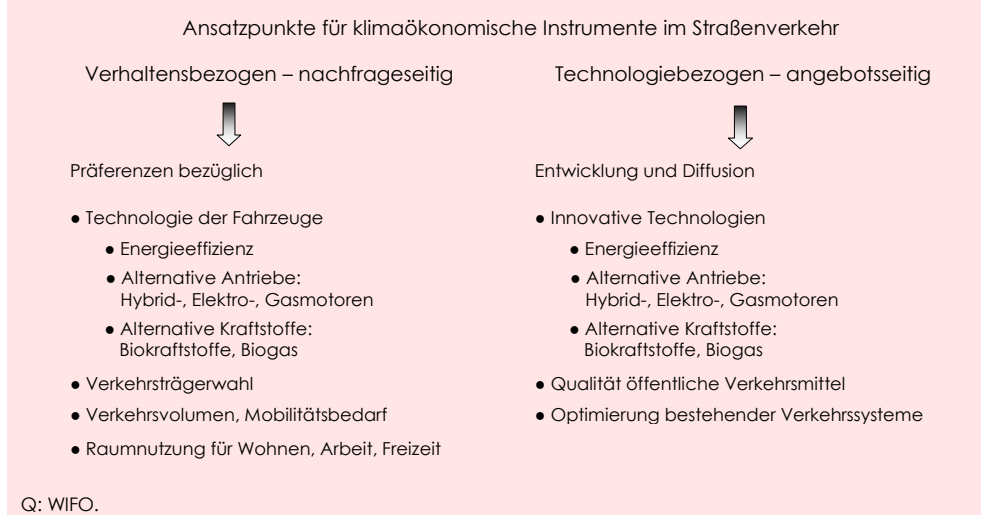 Ansatzpunkte für klimaökonomische Instrumente im Straßenverkehr
Verhaltensbezogen – nachfrageseitig
Präferenzen bezüglich
● Technologie der Fahrzeuge
● Energieeffizienz
● Alternative Antriebe:
Hybrid-, Elektro-, Gasmotoren
● Alternative Kraftstoffe:
Biokraftstoffe, Biogas
● Verkehrsträgerwahl
● Verkehrsvolumen, Mobilitätsbedarf
● Raumnutzung für Wohnen, Arbeit, Freizeit
Technologiebezogen – angebotsseitig
Entwicklung und Diffusion
● Innovative Technologien
● Energieeffizienz
● Alternative Antriebe:
Hybrid-, Elektro-, Gasmotoren
● Alternative Kraftstoffe:
Biokraftstoffe, Biogas
● Qualität öffentliche Verkehrsmittel
● Optimierung bestehender Verkehrssysteme
Q: WIFO.